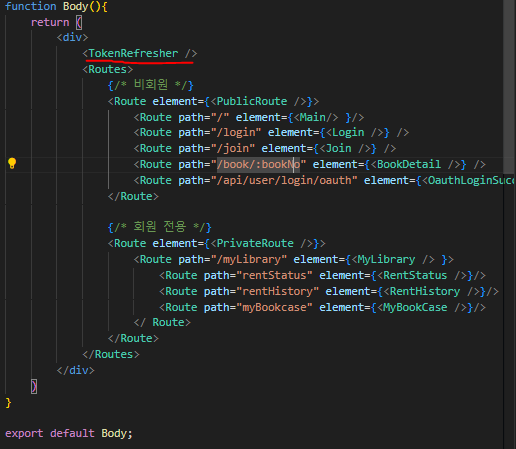 function Body(){
return (
<div>
<TokenRefresher />
<Routes>
{/* 비회원 */}
<Route element={<PublicRoute />}>
<Route path="/" element={<Main/> }/>
<Route path="/login" element={<Login />} />
<Route path="/join" element={<Join />} />
<Route path="/book/:bookNo" element={<BookDetail />} />
<Route path="/api/user/login/oauth" element={<OauthLoginSuc
</Route>
{/* 회원 전용 */}
<Route element={<PrivateRoute />}>
<Route path="/myLibrary" element={<MyLibrary /> }>
<Route path="rentStatus" element={<RentStatus />}/>
<Route path="rentHistory" element={<RentHistory />}/>
<Route path="myBookcase" element={<MyBookCase />}/>
</ Route>
</Route>
</Routes>
</div>
)
}
export default Body;